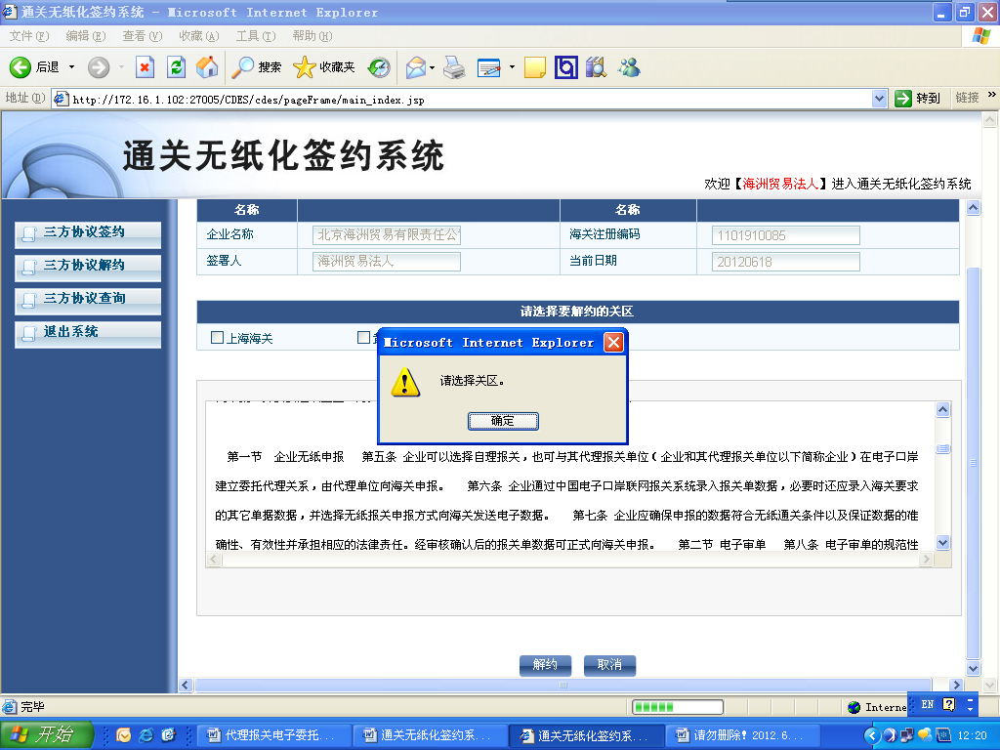 通关无纸化签约系统 - Microsoft Internet Explorer
文件(F) 编辑(E) 查看(V) 收藏(A) 工具(T) 帮助(H)
后退 搜索 收藏夹
地址(D) http://172.16.1.102:27005/CDES/cdes/pageFrame/main_index.jsp 转到 链接 »
通关无纸化签约系统
欢迎【海洲贸易法人】进入通关无纸化签约系统
三方协议签约
三方协议解约
三方协议查询
退出系统
名称 名称
企业名称 北京海洲贸易有限责任公 海关注册编码 1101910085
签署人 海洲贸易法人 当前日期 20120618
请选择要解约的关区
上海海关
Microsoft Internet Explorer
请选择关区。
确定
第一节 企业无纸申报 第五条 企业可以选择自理报关，也可与其代理报关单位（企业和其代理报关单位以下简称企业）在电子口岸
建立委托代理关系，由代理单位向海关申报。 第六条 企业通过中国电子口岸联网报关系统录入报关单数据，必要时还应录入海关要求
的其它单据数据，并选择无纸报关申报方式向海关发送电子数据。 第七条 企业应确保申报的数据符合无纸通关条件以及保证数据的准
确性、有效性并承担相应的法律责任。经审核确认后的报关单数据可正式向海关申报。 第二节 电子审单 第八条 电子审单的规范性
解约 取消
完毕 Interne EN
开始 代理报关电子委托... 通关无纸化签约系... 通关无纸化签约系... 请勿删除！2012.6.... 12:20